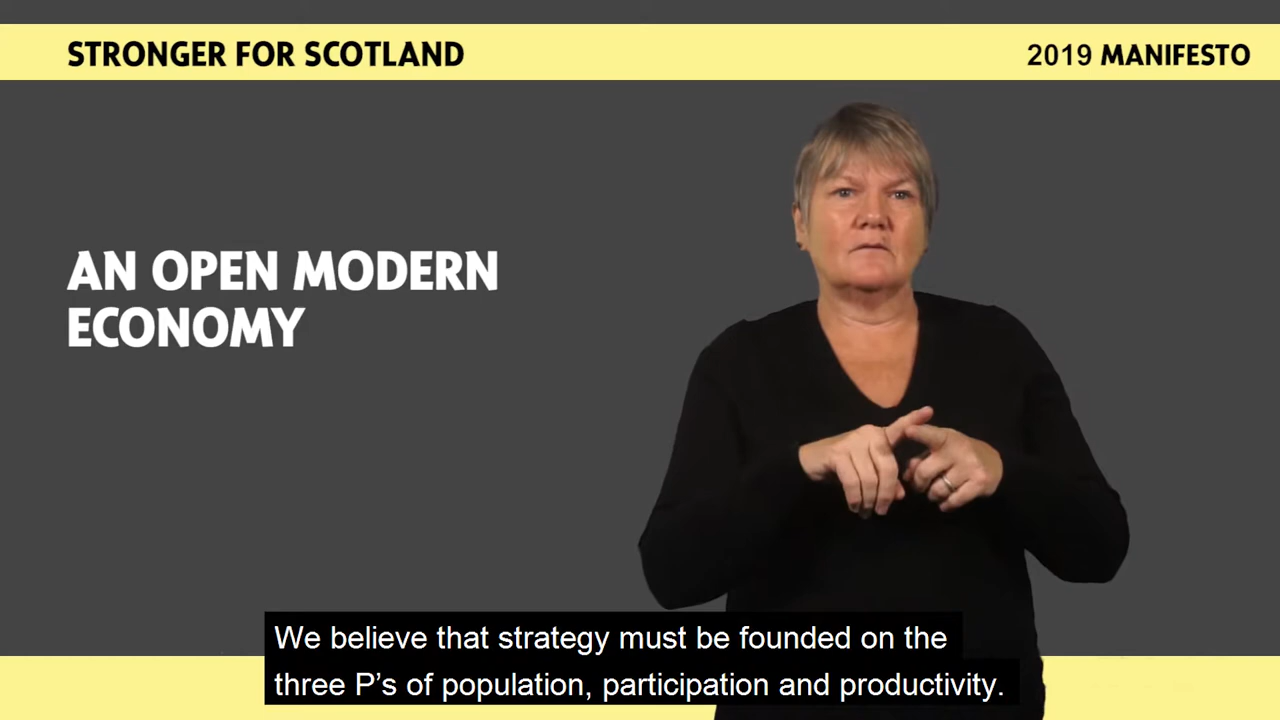 STRONGER FOR SCOTLAND
2019 MANIFESTO
AN OPEN MODERN
ECONOMY
We believe that strategy must be founded on the
three P’s of population, participation and productivity.